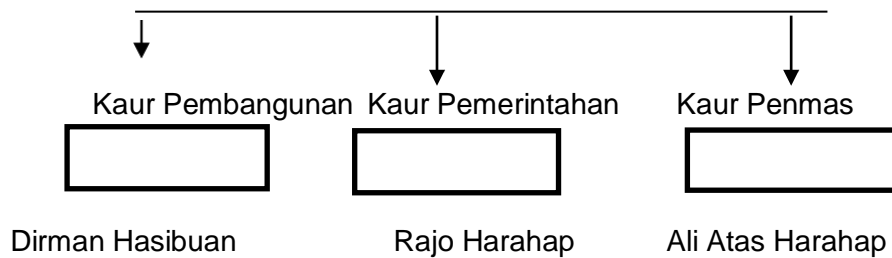 Kaur Pembangunan Kaur Pemerintahan Kaur Penmas
Dirman Hasibuan Rajo Harahap Ali Atas Harahap